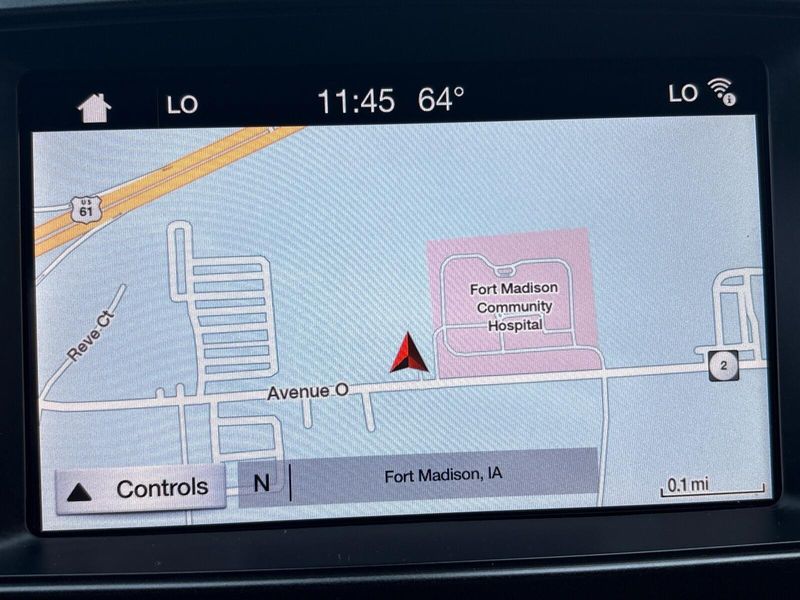 LO
11:45 64°
LO
US
61
Reve Ct
Fort Madison
Community
Hospital
2
Avenue O
Controls
N
Fort Madison, IA
0.1 mi